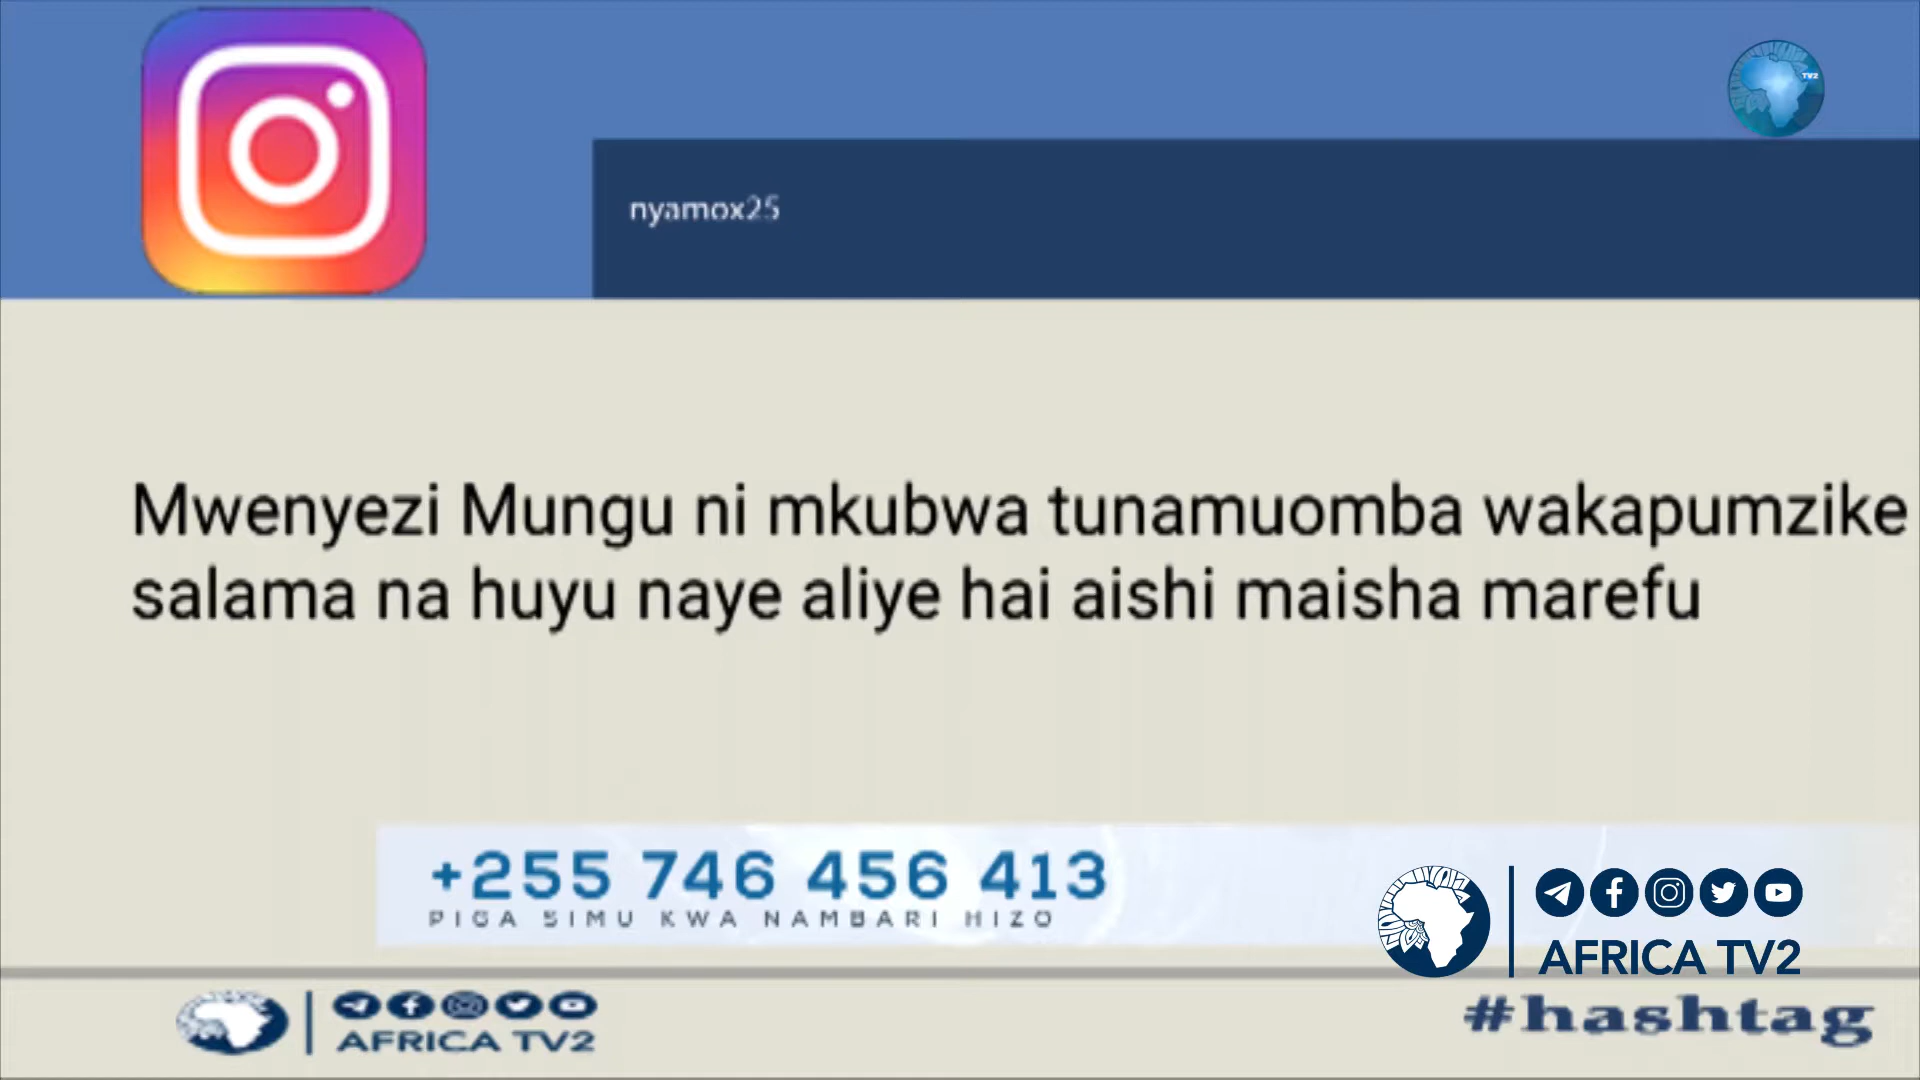 TV2
nyamox25
Mwenyezi Mungu ni mkubwa tunamuomba wakapumzike
salama na huyu naye aliye hai aishi maisha marefu
+255 746 456 413
PIGA SIMU KWA NAMBARI HIZO
AFRICA TV2
AFRICA TV2
#hashtag